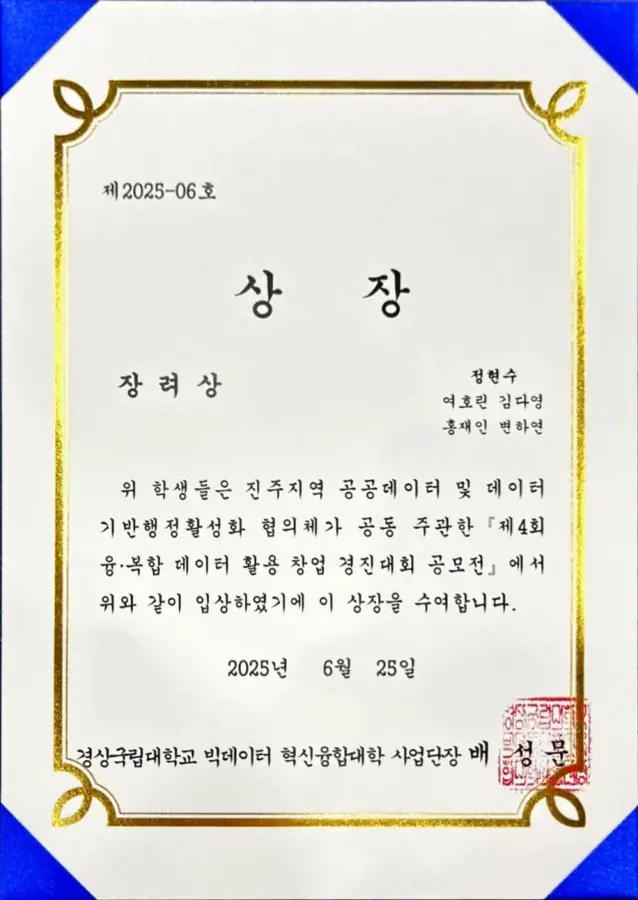 제2025-06호
상 장
장 려 상
정현수
여호린 김다영
홍재인 변하연
위 학생들은 진주지역 공공데이터 및 데이터
기반행정활성화 협의체가 공동 주관한 『제4회
융·복합 데이터 활용 창업 경진대회 공모전』에서
위와 같이 입상하였기에 이 상장을 수여합니다.
2025년 6월 25일
경상국립대학교 빅데이터 혁신융합대학 사업단장 배 성 문